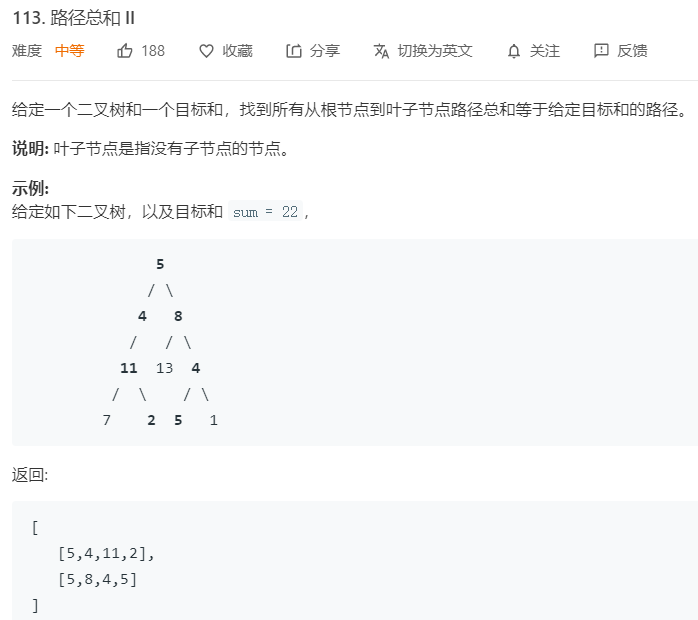 113. 路径总和 II
难度 中等 188 收藏 分享 切换为英文 关注 反馈
给定一个二叉树和一个目标和，找到所有从根节点到叶子节点路径总和等于给定目标和的路径。
说明: 叶子节点是指没有子节点的节点。
示例:
给定如下二叉树，以及目标和 sum = 22，
5
/ \
4 8
/ / \
11 13 4
/ \ / \
7 2 5 1
返回:
[
[5,4,11,2],
[5,8,4,5]
]